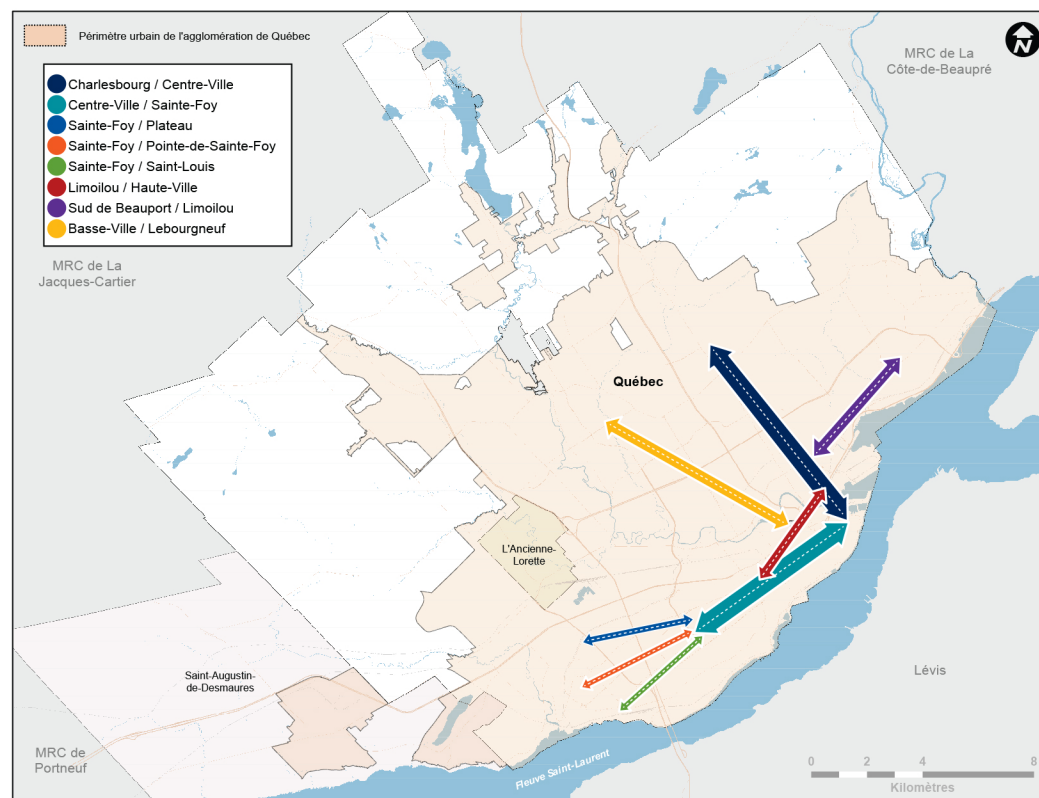 Périmètre urbain de l'agglomération de Québec
N
MRC de La
Côte-de-Beaupré
Charlesbourg / Centre-Ville
Centre-Ville / Sainte-Foy
Sainte-Foy / Plateau
Sainte-Foy / Pointe-de-Sainte-Foy
Sainte-Foy / Saint-Louis
Limoilou / Haute-Ville
Sud de Beauport / Limoilou
Basse-Ville / Lebourgneuf
MRC de La
Jacques-Cartier
Québec
L'Ancienne-
Lorette
Saint-Augustin-
de-Desmaures
Lévis
MRC de
Portneuf
Fleuve Saint-Laurent
0 2 4 8
Kilomètres